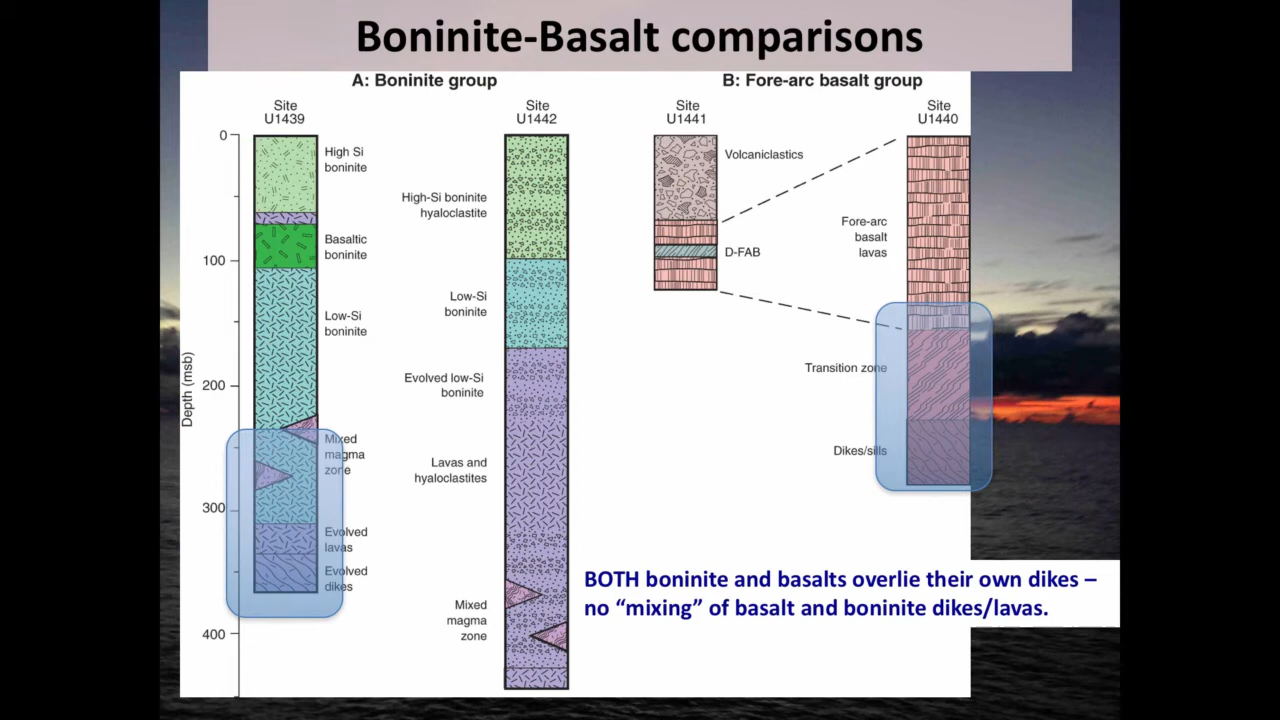 Boninite-Basalt comparisons
A: Boninite group
B: Fore-arc basalt group
Site
U1439
Site
U1442
Site
U1441
Site
U1440
Depth (msb)
0
100
200
300
400
High Si
boninite
Basaltic
boninite
Low-Si
boninite
Mixed
magma
zone
Evolved
lavas
Evolved
dikes
High-Si boninite
hyaloclastite
Low-Si
boninite
Evolved low-Si
boninite
Lavas and
hyaloclastites
Mixed
magma
zone
Volcaniclastics
D-FAB
Fore-arc
basalt
lavas
Transition zone
Dikes/sills
BOTH boninite and basalts overlie their own dikes –
no “mixing” of basalt and boninite dikes/lavas.